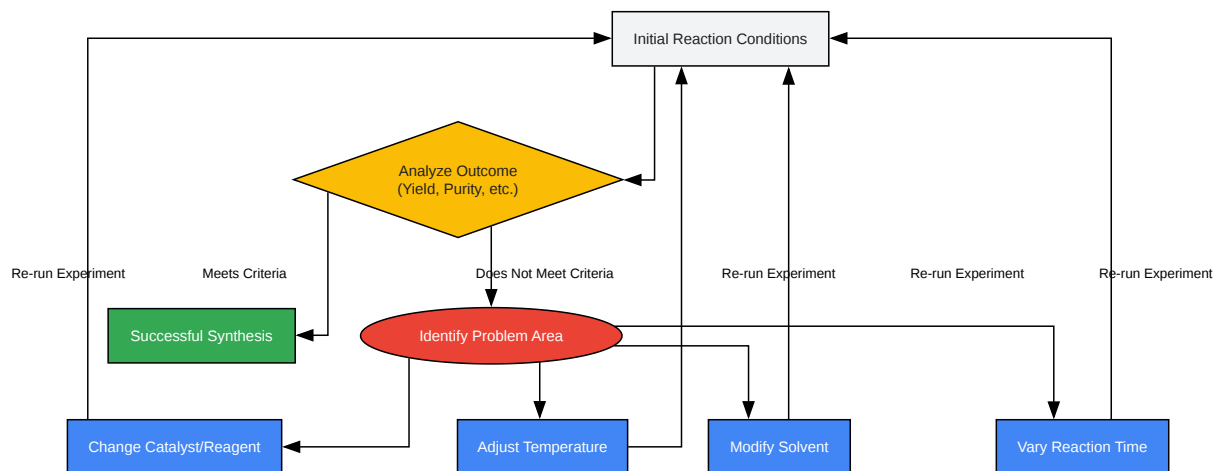 Initial Reaction Conditions
Analyze Outcome
(Yield, Purity, etc.)
Re-run Experiment
Meets Criteria
Does Not Meet Criteria
Re-run Experiment
Re-run Experiment
Re-run Experiment
Successful Synthesis
Identify Problem Area
Change Catalyst/Reagent
Adjust Temperature
Modify Solvent
Vary Reaction Time